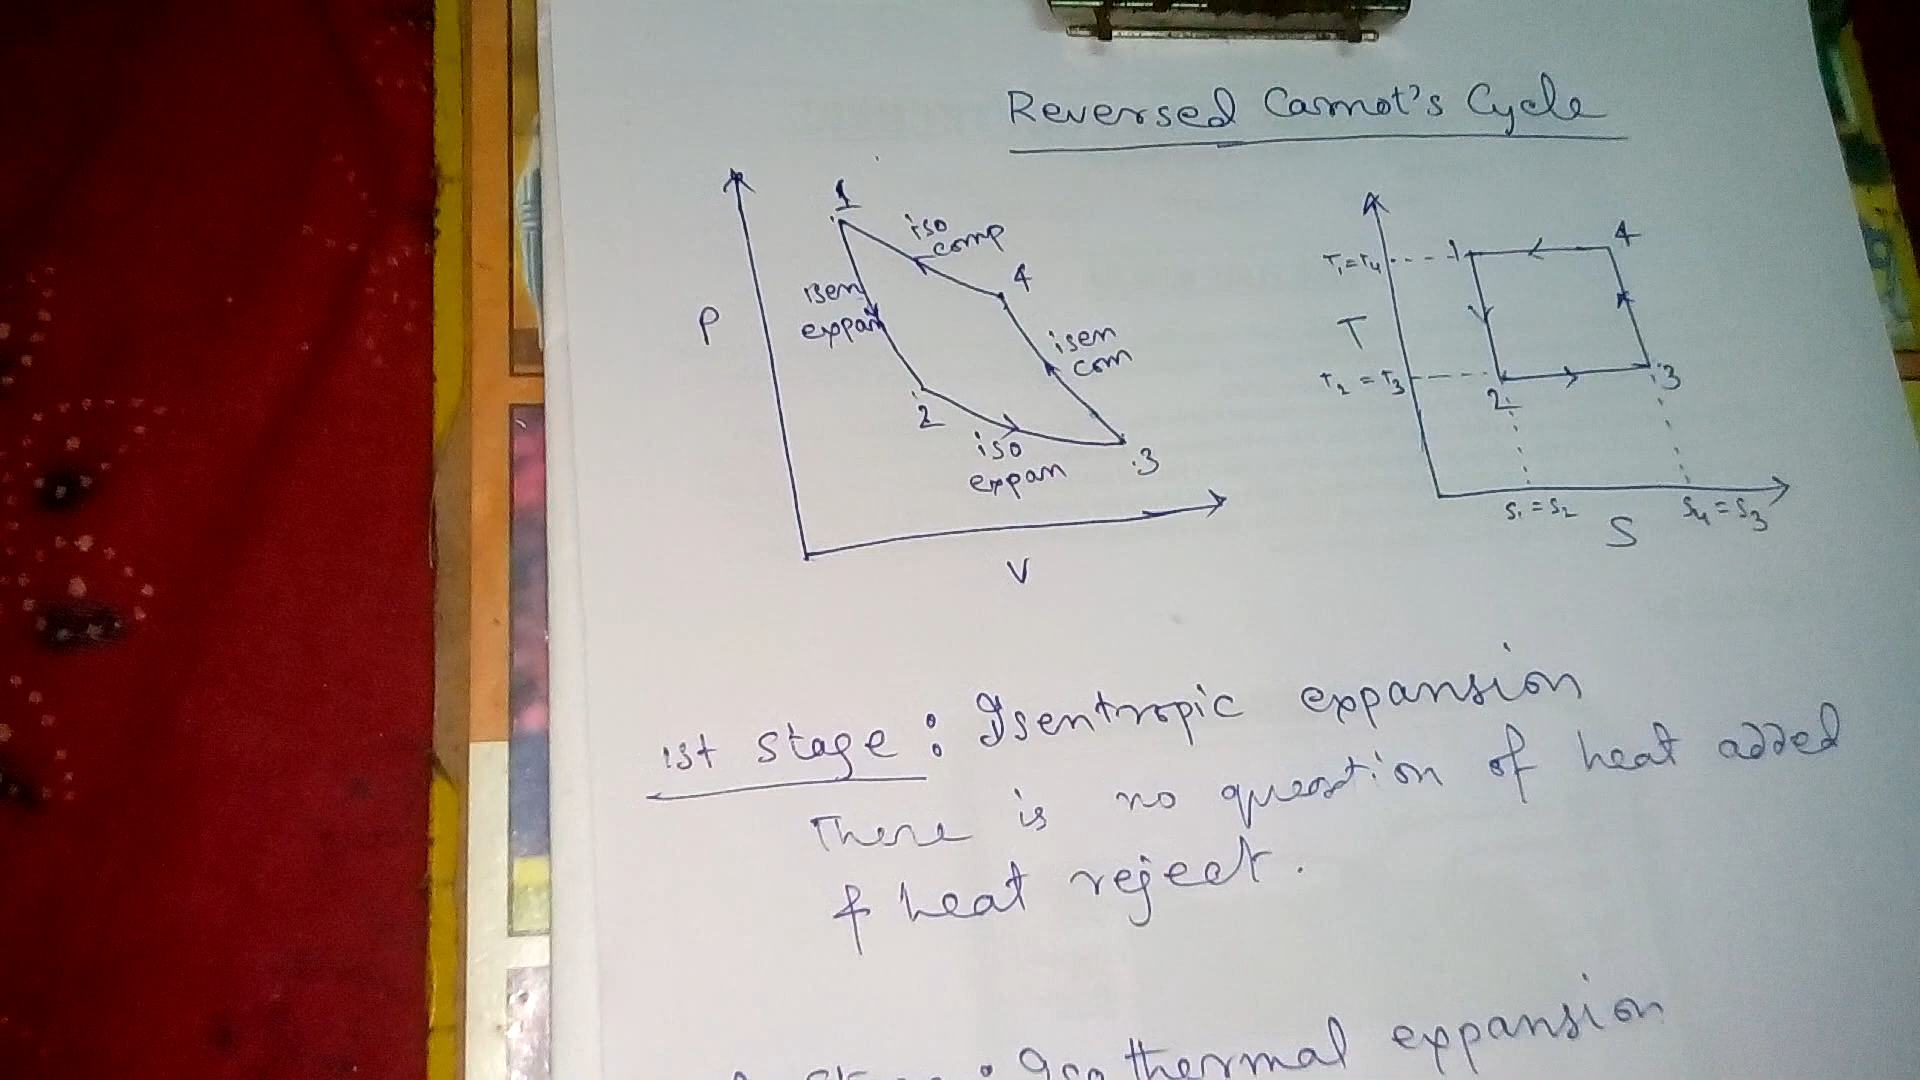 Reversed Carnot's Cycle
P
1
iso
comp
4
isen
expan
isen
com
2
iso
expan
3
V
T₁=T₄
1
4
T
T₂ = T₃
2
3
S₁ = S₂
S₄ = S₃
S
1st stage : Isentropic expansion
There is no question of heat added
& heat reject.
: Isothermal expansion